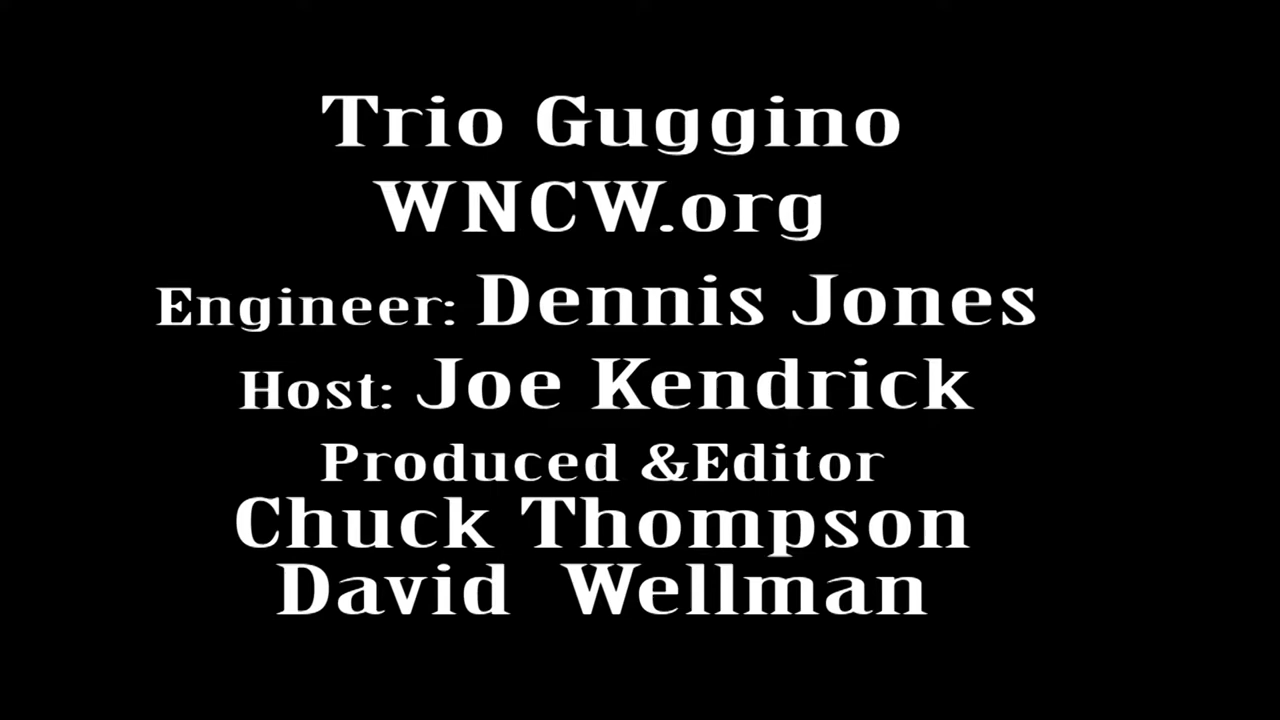 Trio Guggino
WNCW.org
Engineer: Dennis Jones
Host: Joe Kendrick
Produced &Editor
Chuck Thompson
David Wellman